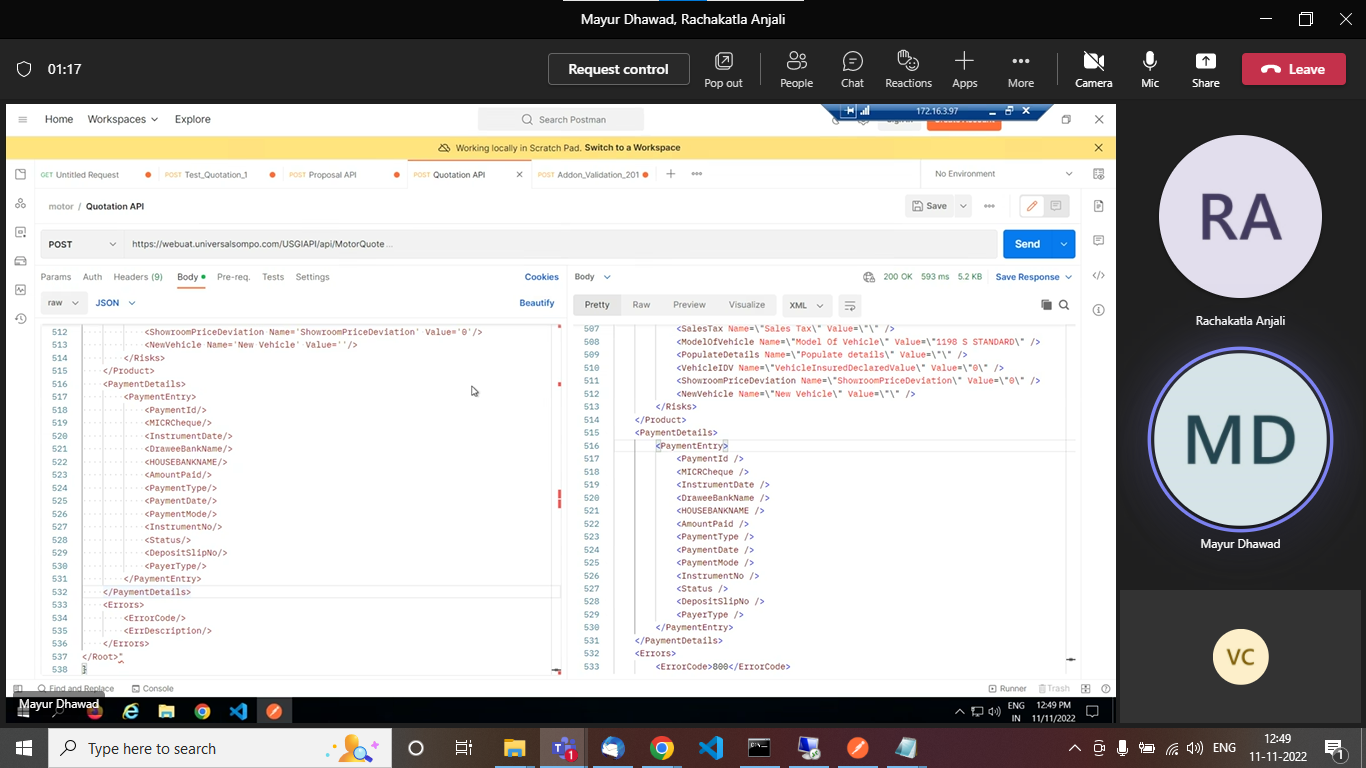 Mayur Dhawad, Rachakatla Anjali
01:17
Request control
Pop out
People
Chat
Reactions
Apps
More
Camera
Mic
Share
Leave
Home Workspaces Explore
Search Postman
172.16.3.97
Working locally in Scratch Pad. Switch to a Workspace
GET Untitled Request
POST Test_Quotation_1
POST Proposal API
POST Quotation API
POST Addon_Validation_201
No Environment
motor / Quotation API
Save
POST
https://webuat.universalsompo.com/USGIAPI/api/MotorQuote...
Send
Params Auth Headers (9) Body Pre-req. Tests Settings
Cookies
raw JSON
Beautify
512 <ShowroomPriceDeviation Name='ShowroomPriceDeviation' Value='0'/>
513 <NewVehicle Name='New Vehicle' Value=''/>
514 </Risks>
515 </Product>
516 <PaymentDetails>
517 <PaymentEntry>
518 <PaymentId/>
519 <MICRCheque/>
520 <InstrumentDate/>
521 <DraweeBankName/>
522 <HOUSEBANKNAME/>
523 <AmountPaid/>
524 <PaymentType/>
525 <PaymentDate/>
526 <PaymentMode/>
527 <InstrumentNo/>
528 <Status/>
529 <DepositSlipNo/>
530 <PayerType/>
531 </PaymentEntry>
532 </PaymentDetails>
533 <Errors>
534 <ErrorCode/>
535 <ErrDescription/>
536 </Errors>
537 </Root>"
538 }
Body
200 OK 593 ms 5.2 KB Save Response
Pretty Raw Preview Visualize XML
507 <SalesTax Name=\"Sales Tax\" Value=\"\" />
508 <ModelOfVehicle Name=\"Model Of Vehicle\" Value=\"1198 S STANDARD\" />
509 <PopulateDetails Name=\"Populate details\" Value=\"\" />
510 <VehicleIDV Name=\"VehicleInsuredDeclaredValue\" Value=\"0\" />
511 <ShowroomPriceDeviation Name=\"ShowroomPriceDeviation\" Value=\"0\" />
512 <NewVehicle Name=\"New Vehicle\" Value=\"\" />
513 </Risks>
514 </Product>
515 <PaymentDetails>
516 <PaymentEntry>
517 <PaymentId />
518 <MICRCheque />
519 <InstrumentDate />
520 <DraweeBankName />
521 <HOUSEBANKNAME />
522 <AmountPaid />
523 <PaymentType />
524 <PaymentDate />
525 <PaymentMode />
526 <InstrumentNo />
527 <Status />
528 <DepositSlipNo />
529 <PayerType />
530 </PaymentEntry>
531 </PaymentDetails>
532 <Errors>
533 <ErrorCode>800</ErrorCode>
Find and Replace Console
Runner Trash
Mayur Dhawad
ENG
IN
12:49 PM
11/11/2022
RA
Rachakatla Anjali
MD
Mayur Dhawad
VC
Type here to search
1
ENG
12:49
11-11-2022
1